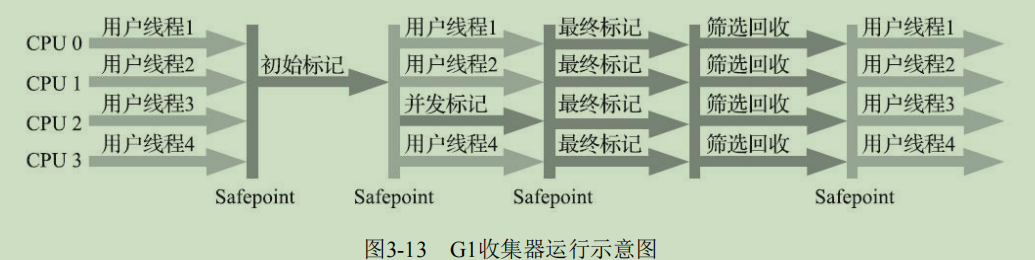 CPU 0 用户线程1 用户线程1 最终标记 筛选回收 用户线程1
CPU 1 用户线程2 初始标记 用户线程2 最终标记 筛选回收 用户线程2
CPU 2 用户线程3 并发标记 最终标记 筛选回收 用户线程3
CPU 3 用户线程4 用户线程4 最终标记 筛选回收 用户线程4
Safepoint Safepoint Safepoint Safepoint
图3-13 G1收集器运行示意图